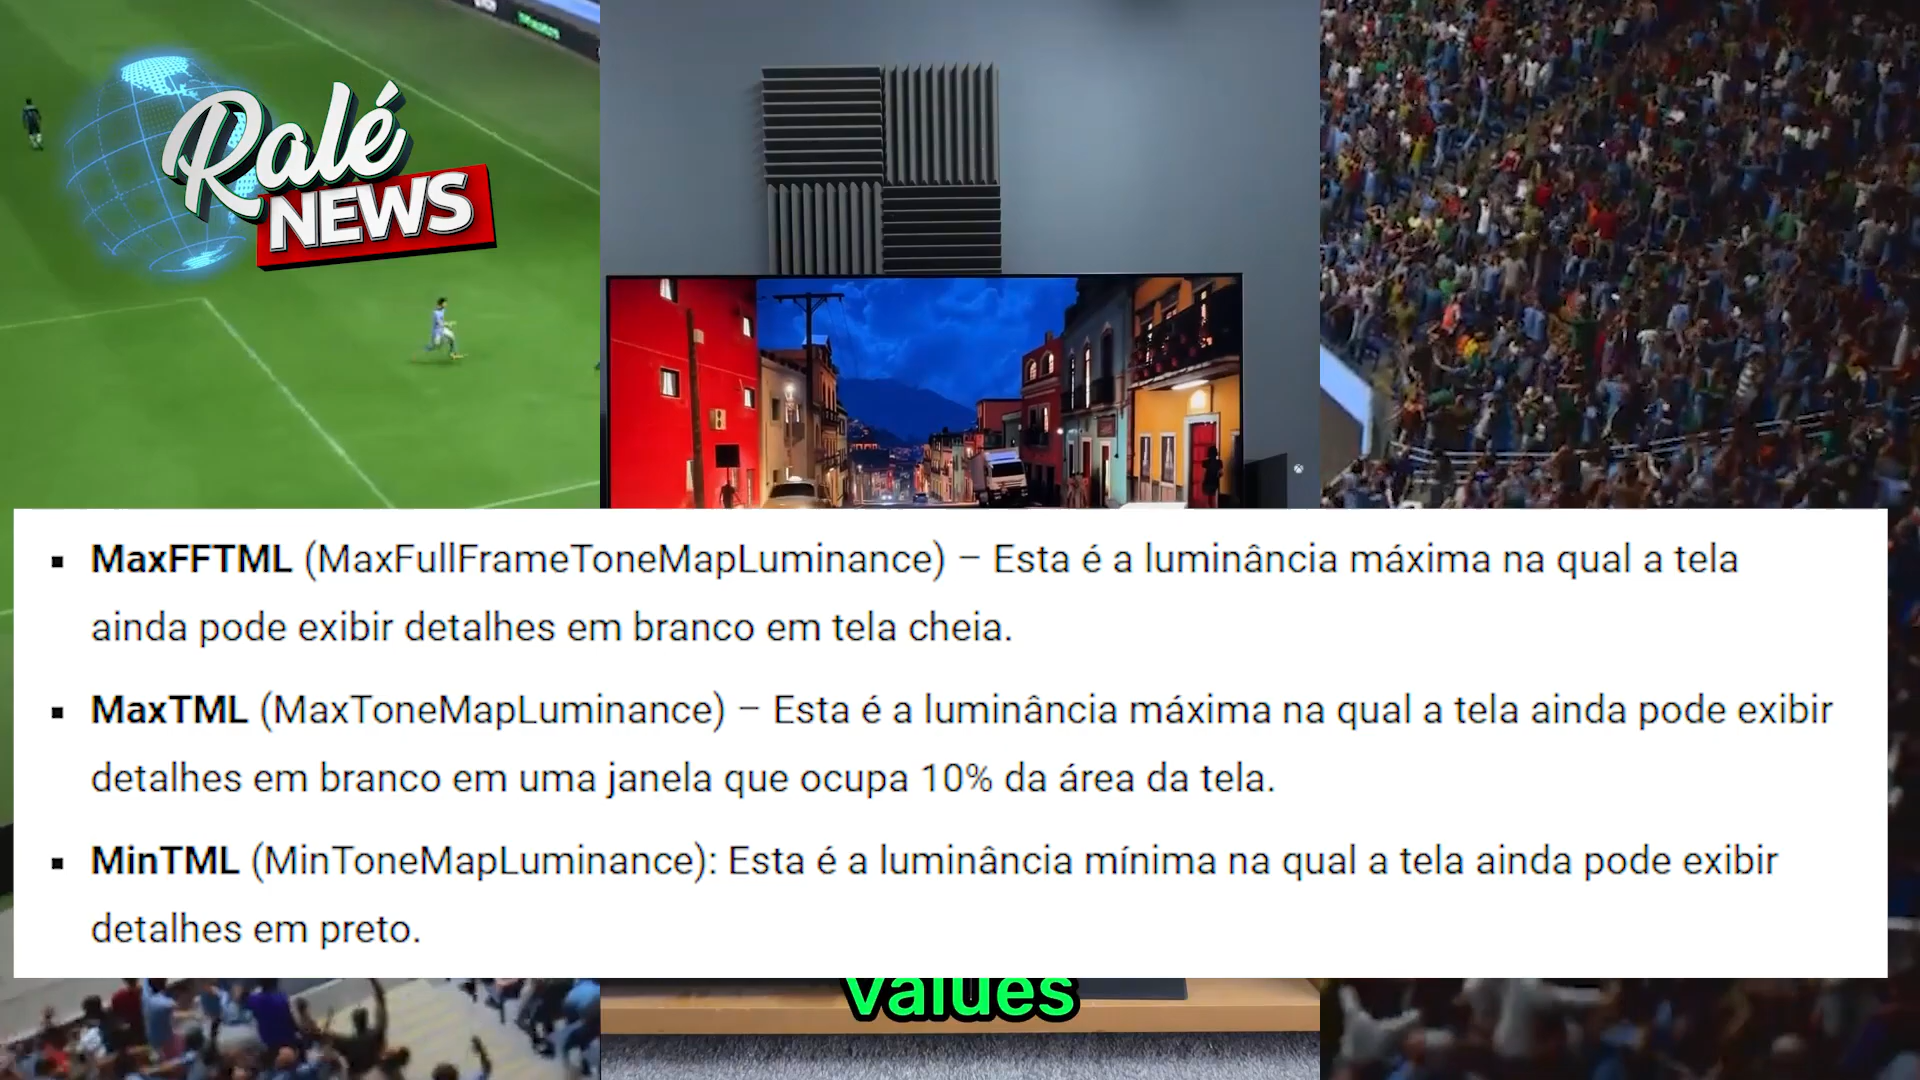 Ralé
NEWS
▪ MaxFFTML (MaxFullFrameToneMapLuminance) – Esta é a luminância máxima na qual a tela
ainda pode exibir detalhes em branco em tela cheia.
▪ MaxTML (MaxToneMapLuminance) – Esta é a luminância máxima na qual a tela ainda pode exibir
detalhes em branco em uma janela que ocupa 10% da área da tela.
▪ MinTML (MinToneMapLuminance): Esta é a luminância mínima na qual a tela ainda pode exibir
detalhes em preto.
values